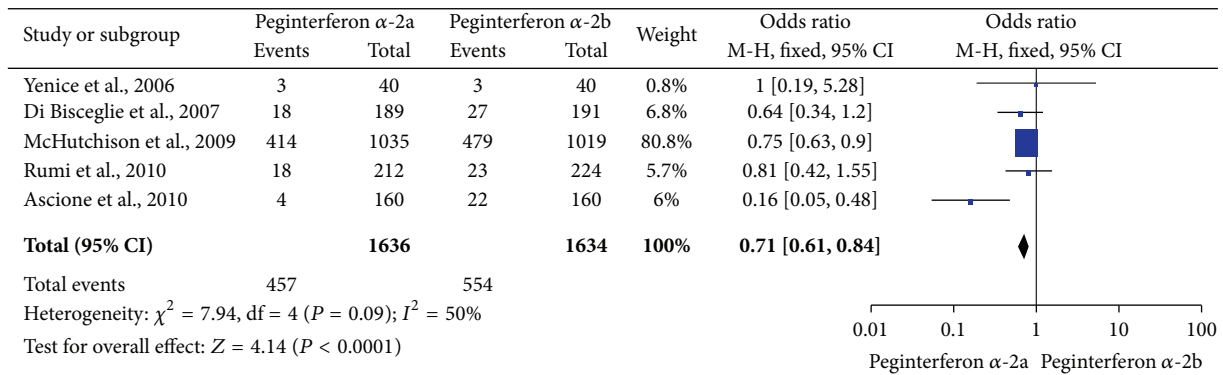 Study or subgroup Peginterferon α-2a Peginterferon α-2b Weight Odds ratio Odds ratio
Events Total Events Total M-H, fixed, 95% CI M-H, fixed, 95% CI
Yenice et al., 2006 3 40 3 40 0.8% 1 [0.19, 5.28]
Di Bisceglie et al., 2007 18 189 27 191 6.8% 0.64 [0.34, 1.2]
McHutchison et al., 2009 414 1035 479 1019 80.8% 0.75 [0.63, 0.9]
Rumi et al., 2010 18 212 23 224 5.7% 0.81 [0.42, 1.55]
Ascione et al., 2010 4 160 22 160 6% 0.16 [0.05, 0.48]
Total (95% CI) 1636 1634 100% 0.71 [0.61, 0.84]
Total events 457 554
Heterogeneity: χ² = 7.94, df = 4 (P = 0.09); I² = 50%
Test for overall effect: Z = 4.14 (P < 0.0001)
0.01 0.1 1 10 100
Peginterferon α-2a Peginterferon α-2b